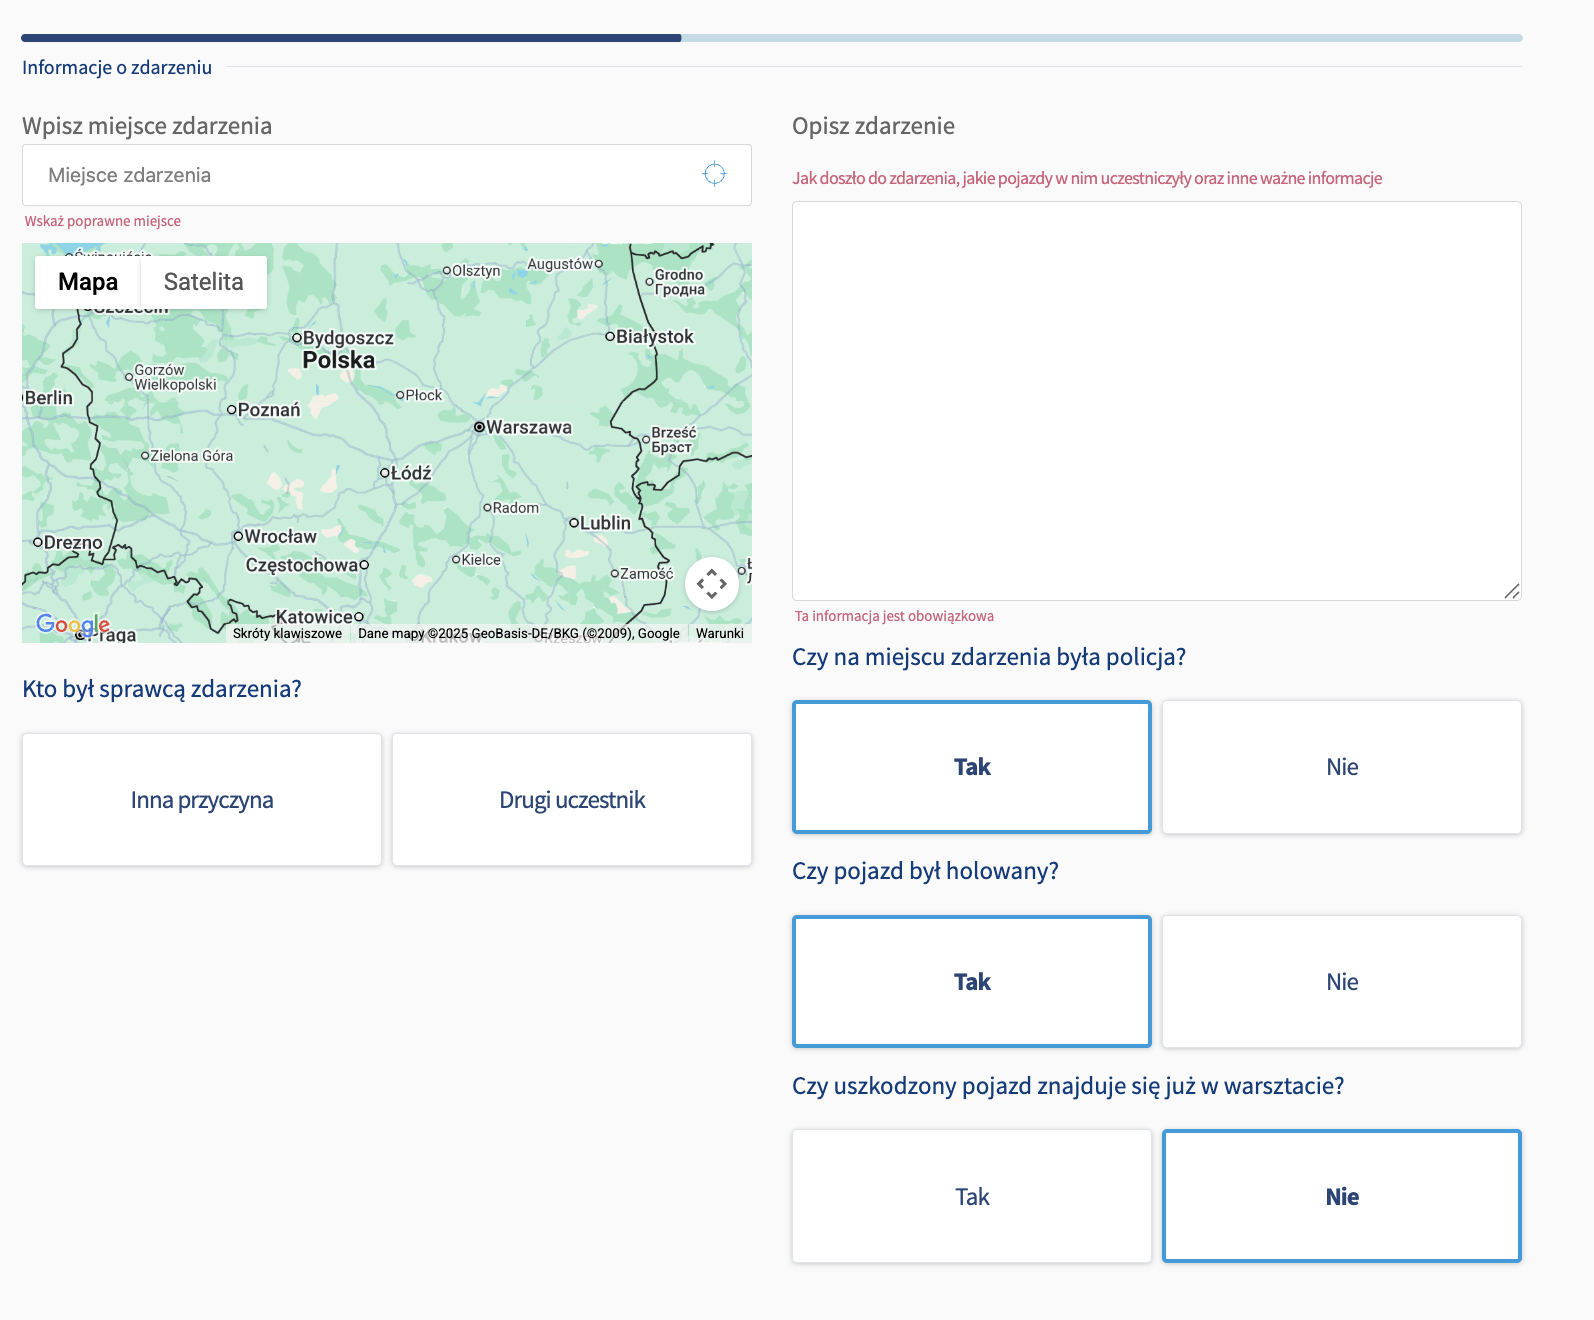 Informacje o zdarzeniu
Wpisz miejsce zdarzenia
Miejsce zdarzenia
Wskaż poprawne miejsce
Mapa
Satelita
Olsztyn
Augustów
Grodno
Гродна
Bydgoszcz
Polska
Białystok
Gorzów
Wielkopolski
Berlin
Płock
Poznań
Warszawa
Brześć
Брэст
Zielona Góra
Łódź
Radom
Lublin
Wrocław
Drezno
Częstochowa
Kielce
Zamość
Katowice
Google
Praga
Skróty klawiszowe
Dane mapy ©2025 GeoBasis-DE/BKG (©2009), Google
Warunki
Kto był sprawcą zdarzenia?
Inna przyczyna
Drugi uczestnik
Opisz zdarzenie
Jak doszło do zdarzenia, jakie pojazdy w nim uczestniczyły oraz inne ważne informacje
Ta informacja jest obowiązkowa
Czy na miejscu zdarzenia była policja?
Tak
Nie
Czy pojazd był holowany?
Tak
Nie
Czy uszkodzony pojazd znajduje się już w warsztacie?
Tak
Nie